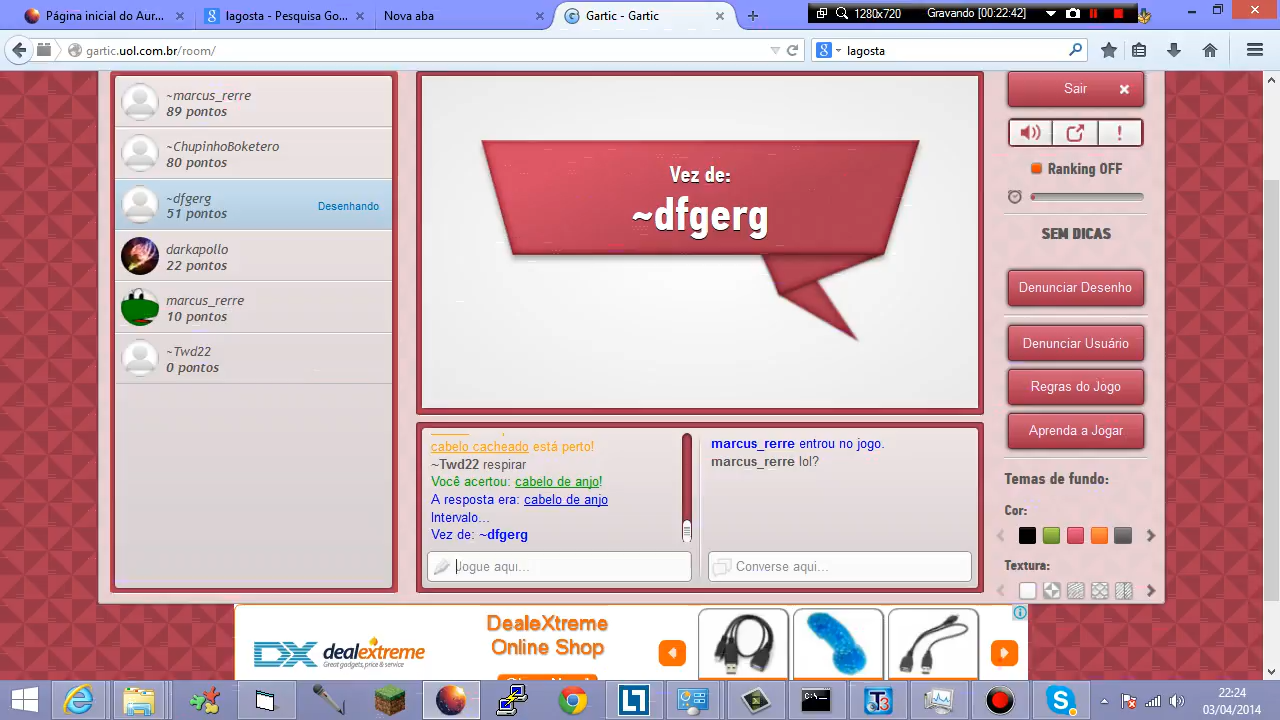 Página inicial do Aur...
lagosta - Pesquisa Go...
Nova aba
Gartic - Gartic
1280x720
Gravando [00:22:42]
gartic.uol.com.br/room/
lagosta
~marcus_rerre
89 pontos
~ChupinhoBoketero
80 pontos
~dfgerg
51 pontos
Desenhando
darkapollo
22 pontos
marcus_rerre
10 pontos
~Twd22
0 pontos
Vez de:
~dfgerg
Sair
Ranking OFF
SEM DICAS
Denunciar Desenho
Denunciar Usuário
Regras do Jogo
Aprenda a Jogar
Temas de fundo:
Cor:
Textura:
cabelo cacheado está perto!
~Twd22 respirar
Você acertou: cabelo de anjo!
A resposta era: cabelo de anjo
Intervalo...
Vez de: ~dfgerg
Jogue aqui...
marcus_rerre entrou no jogo.
marcus_rerre lol?
Converse aqui...
DX dealextreme
Great gadgets, price & service
DealeXtreme
Online Shop
22:24
03/04/2014